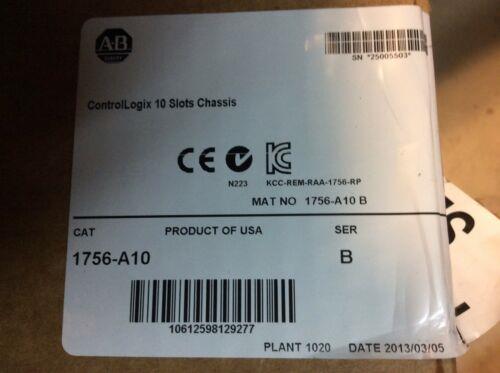 A-B
SN "25005503"
ControlLogix 10 Slots Chassis
CE
N223 KCC-REM-RAA-1756-RP
MAT NO 1756-A10 B
CAT PRODUCT OF USA SER
1756-A10 B
10612598129277
PLANT 1020 DATE 2013/03/05